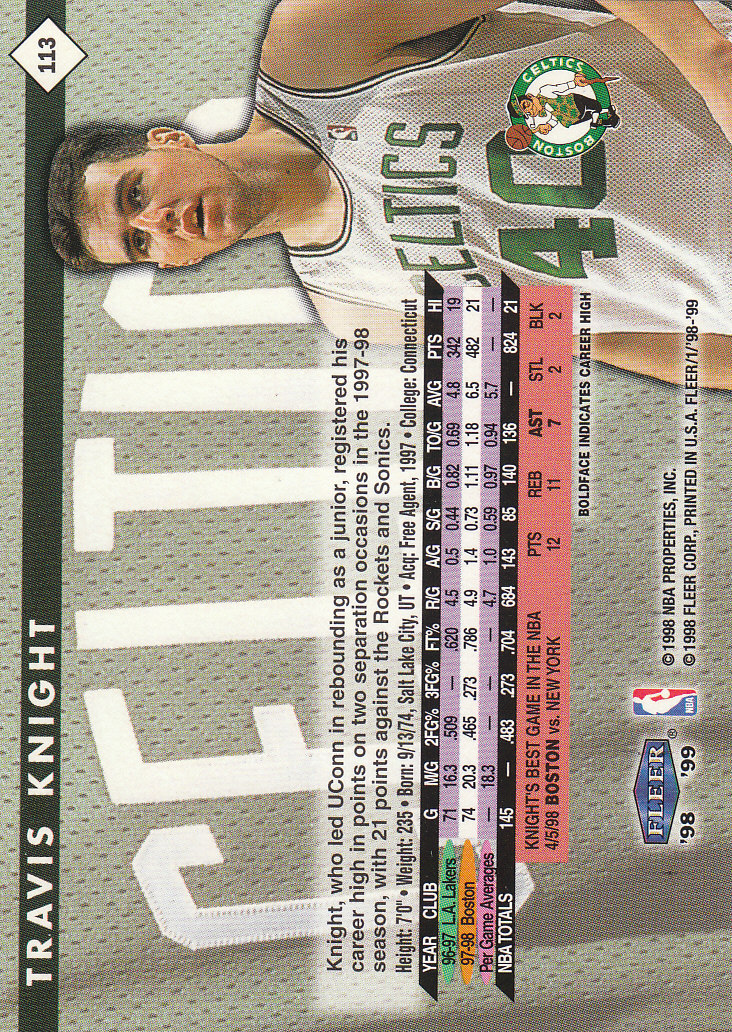 113
TRAVIS KNIGHT
CELTICS
40
CELTICS
BOSTON
Knight, who led UConn in rebounding as a junior, registered his
career high in points on two separation occasions in the 1997-98
season, with 21 points against the Rockets and Sonics.
Height: 7'0" • Weight: 235 • Born: 9/13/74, Salt Lake City, UT • Acq: Free Agent, 1997 • College: Connecticut
YEAR CLUB G M/G 2FG% 3FG% FT% R/G A/G S/G B/G TO/G AVG PTS HI
96-97 L.A. Lakers 71 16.3 .509 — .620 4.5 0.5 0.44 0.82 0.69 4.8 342 19
97-98 Boston 74 20.3 .465 .273 .786 4.9 1.4 0.73 1.11 1.18 6.5 482 21
Per Game Averages — 18.3 — — — 4.7 1.0 0.59 0.97 0.94 5.7 — —
NBA TOTALS 145 — .483 .273 .704 684 143 85 140 136 — 824 21
KNIGHT'S BEST GAME IN THE NBA PTS REB AST STL BLK
4/5/98 BOSTON vs. NEW YORK 12 11 7 2 2
BOLDFACE INDICATES CAREER HIGH
FLEER®
'98 '99
NBA
©1998 NBA PROPERTIES, INC.
©1998 FLEER CORP., PRINTED IN U.S.A. FLEER/1/'98-'99